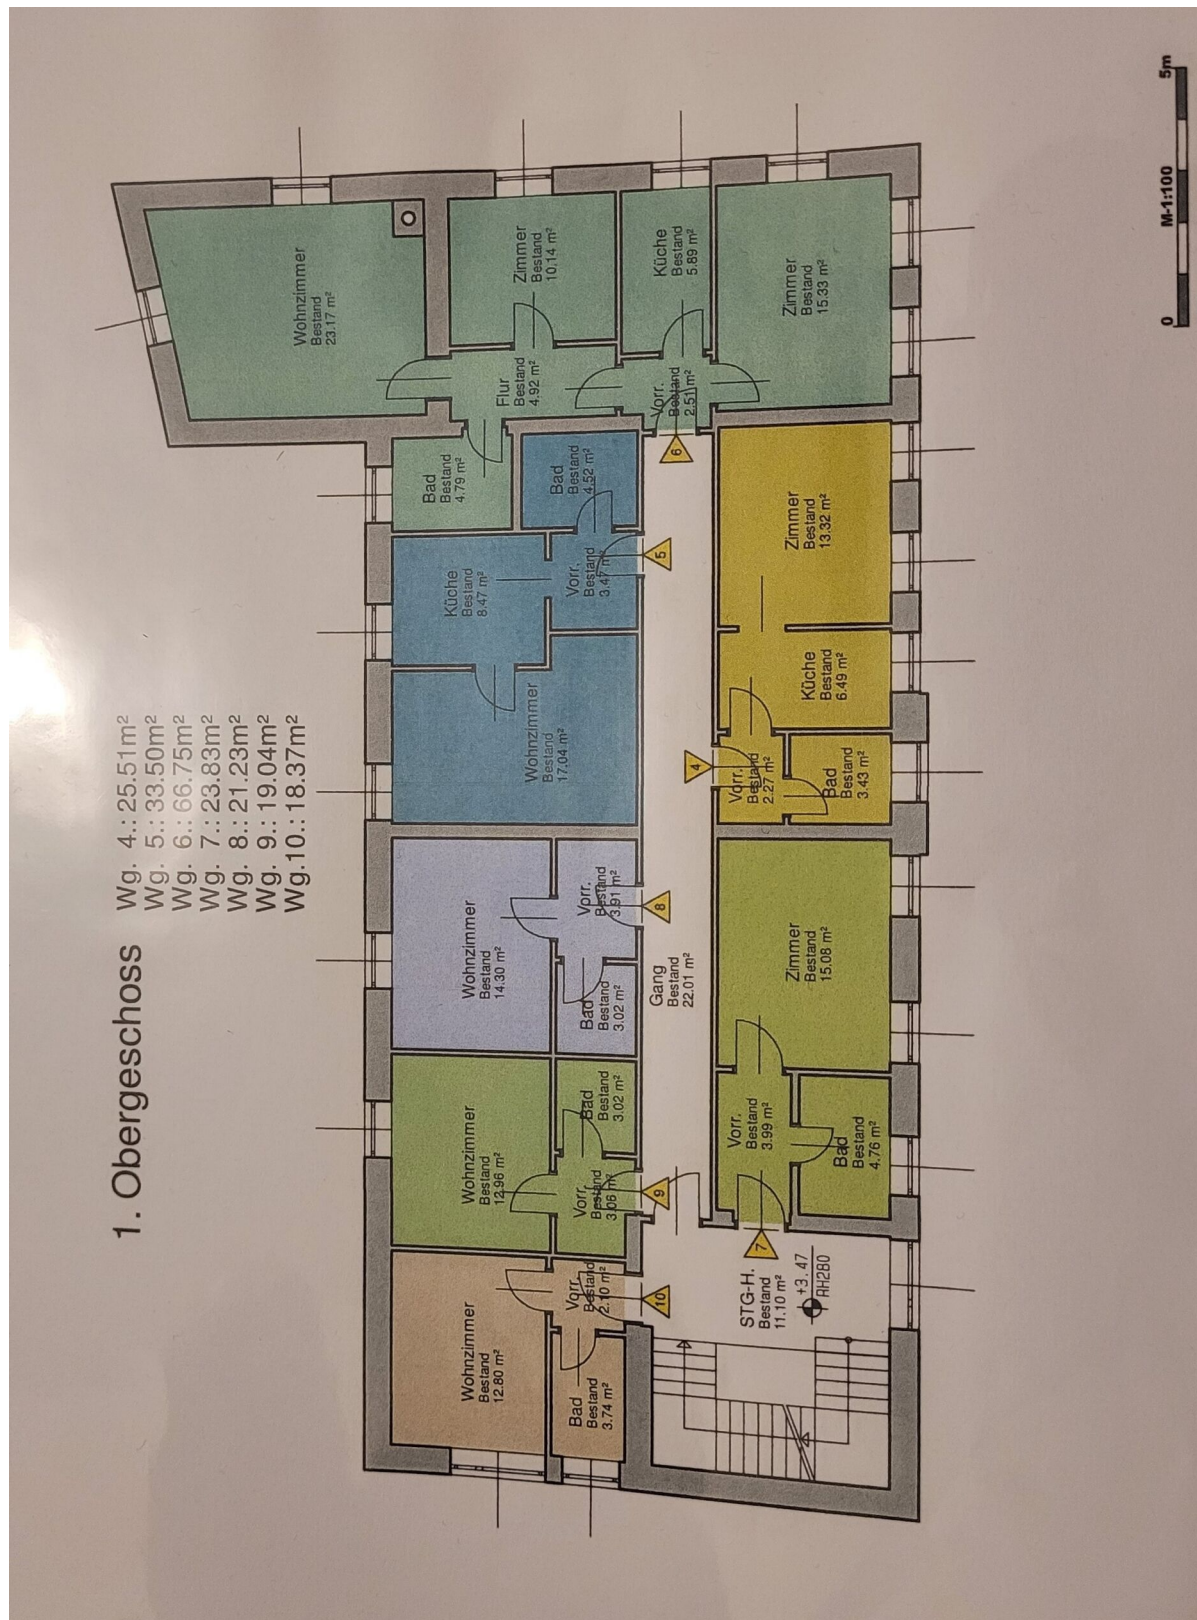 1. Obergeschoss
Wg. 4.: 25.51m²
Wg. 5.: 33.50m²
Wg. 6.: 66.75m²
Wg. 7.: 23.83m²
Wg. 8.: 21.23m²
Wg. 9.: 19.04m²
Wg.10.: 18.37m²
Wohnzimmer
Bestand
12.80 m²
Wohnzimmer
Bestand
12.96 m²
Wohnzimmer
Bestand
14.30 m²
Wohnzimmer
Bestand
17.04 m²
Küche
Bestand
8.47 m²
Bad
Bestand
4.79 m²
Wohnzimmer
Bestand
23.17 m²
Bad
Bestand
3.74 m²
Vorr.
Bestand
2.10 m²
Vorr.
Bestand
3.06 m²
Bad
Bestand
3.02 m²
Bad
Bestand
3.02 m²
Vorr.
Bestand
3.91 m²
Vorr.
Bestand
3.47 m²
Bad
Bestand
4.52 m²
Flur
Bestand
4.92 m²
Zimmer
Bestand
10.14 m²
10
9
8
5
6
Gang
Bestand
22.01 m²
Vorr.
Bestand
2.51 m²
Küche
Bestand
5.89 m²
STG-H.
Bestand
11.10 m²
+3.47
RH280
7
4
Vorr.
Bestand
3.99 m²
Bad
Bestand
4.76 m²
Zimmer
Bestand
15.08 m²
Vorr.
Bestand
2.27 m²
Bad
Bestand
3.43 m²
Küche
Bestand
6.49 m²
Zimmer
Bestand
13.32 m²
Zimmer
Bestand
15.33 m²
0
M-1:100
5m